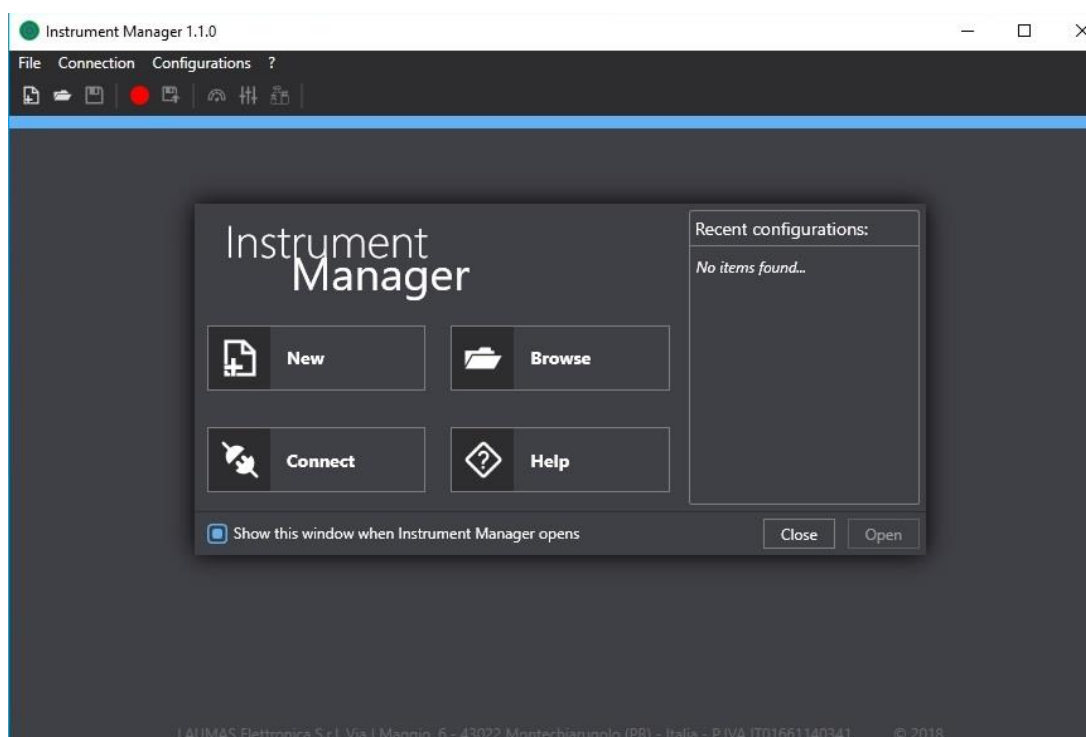 Instrument Manager 1.1.0
File Connection Configurations ?
Instrument
Manager
Recent configurations:
No items found...
New
Browse
Connect
Help
Show this window when Instrument Manager opens
Close
Open
LAUMAS Elettronica S.r.l. Via I Maggio, 6 - 43022 Montechiarugolo (PR) - Italia - P.IVA IT01661140341 © 2018